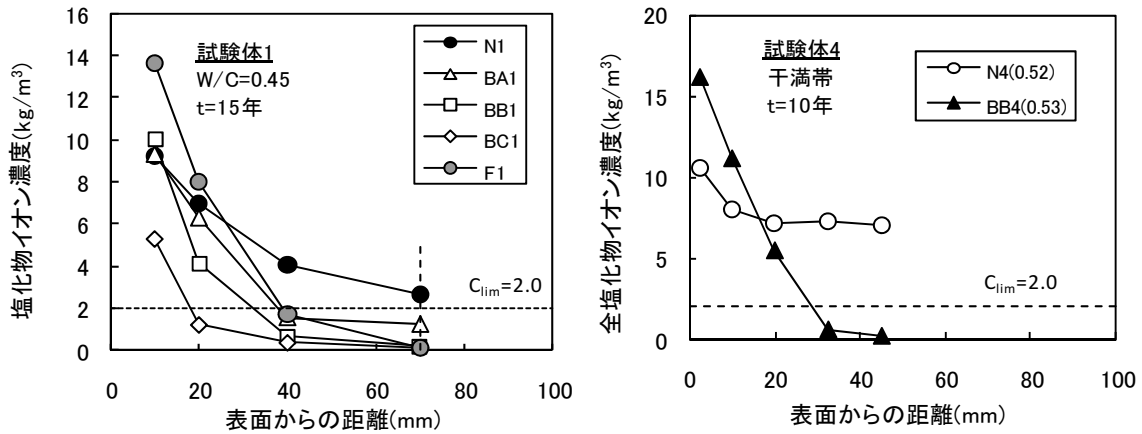 塩化物イオン濃度(kg/m³)
16
14
12
10
8
6
4
2
0
試験体1
W/C=0.45
t=15年
N1
BA1
BB1
BC1
F1
C_lim=2.0
0 20 40 60 80 100
表面からの距離(mm)
全塩化物イオン濃度(kg/m³)
20
15
10
5
0
試験体4
干満帯
t=10年
N4(0.52)
BB4(0.53)
C_lim=2.0
0 20 40 60 80 100
表面からの距離(mm)